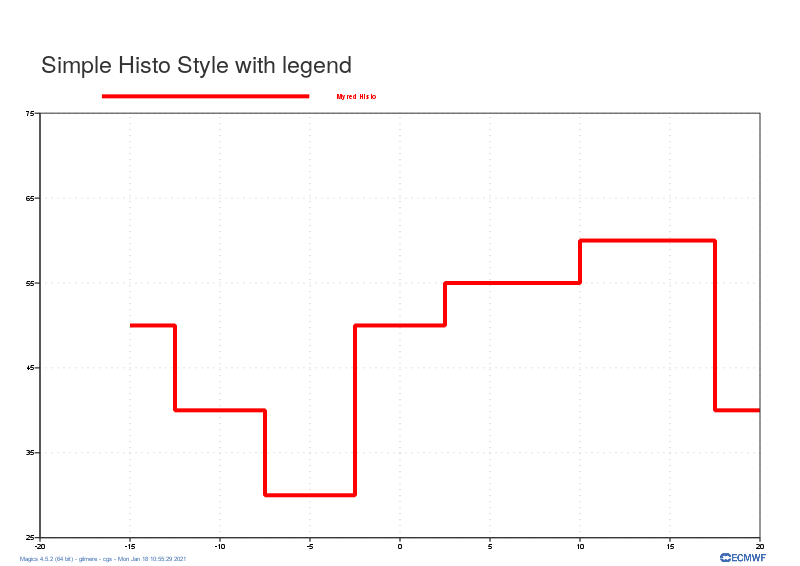 Simple Histo Style with legend
My red Histo
75
65
55
45
35
25
-20 -15 -10 -5 0 5 10 15 20
Magics 4.5.2 (64 bit) - gilmere - cgs - Mon Jan 18 10:55:29 2021
ECMWF